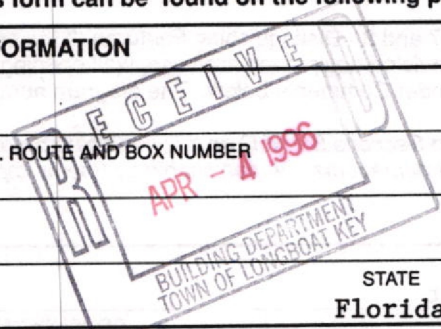 s form can be found on the following p
FORMATION
RECEIVED
. ROUTE AND BOX NUMBER
APR - 4 1996
BUILDING DEPARTMENT
TOWN OF LONGBOAT KEY
STATE
Florida